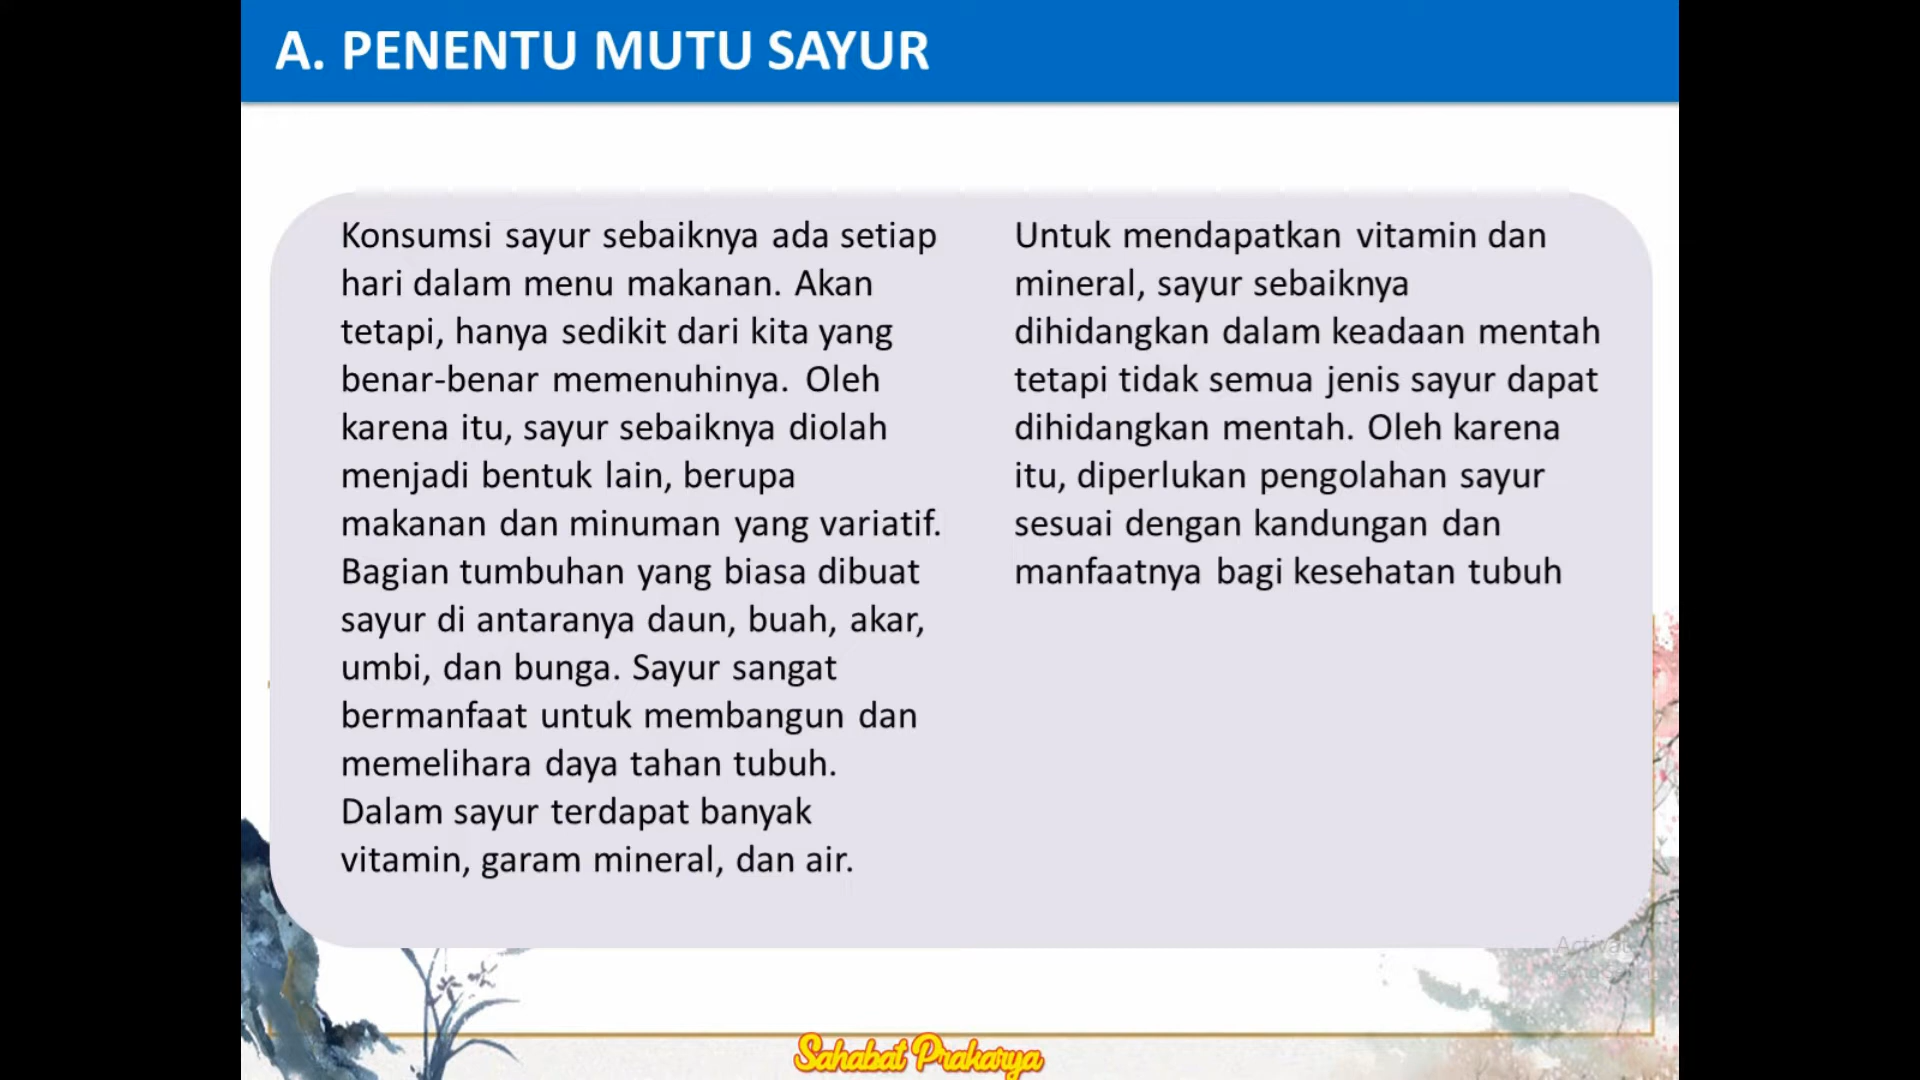 A. PENENTU MUTU SAYUR
Konsumsi sayur sebaiknya ada setiap
hari dalam menu makanan. Akan
tetapi, hanya sedikit dari kita yang
benar-benar memenuhinya. Oleh
karena itu, sayur sebaiknya diolah
menjadi bentuk lain, berupa
makanan dan minuman yang variatif.
Bagian tumbuhan yang biasa dibuat
sayur di antaranya daun, buah, akar,
umbi, dan bunga. Sayur sangat
bermanfaat untuk membangun dan
memelihara daya tahan tubuh.
Dalam sayur terdapat banyak
vitamin, garam mineral, dan air.
Untuk mendapatkan vitamin dan
mineral, sayur sebaiknya
dihidangkan dalam keadaan mentah
tetapi tidak semua jenis sayur dapat
dihidangkan mentah. Oleh karena
itu, diperlukan pengolahan sayur
sesuai dengan kandungan dan
manfaatnya bagi kesehatan tubuh
Sahabat Prakarya